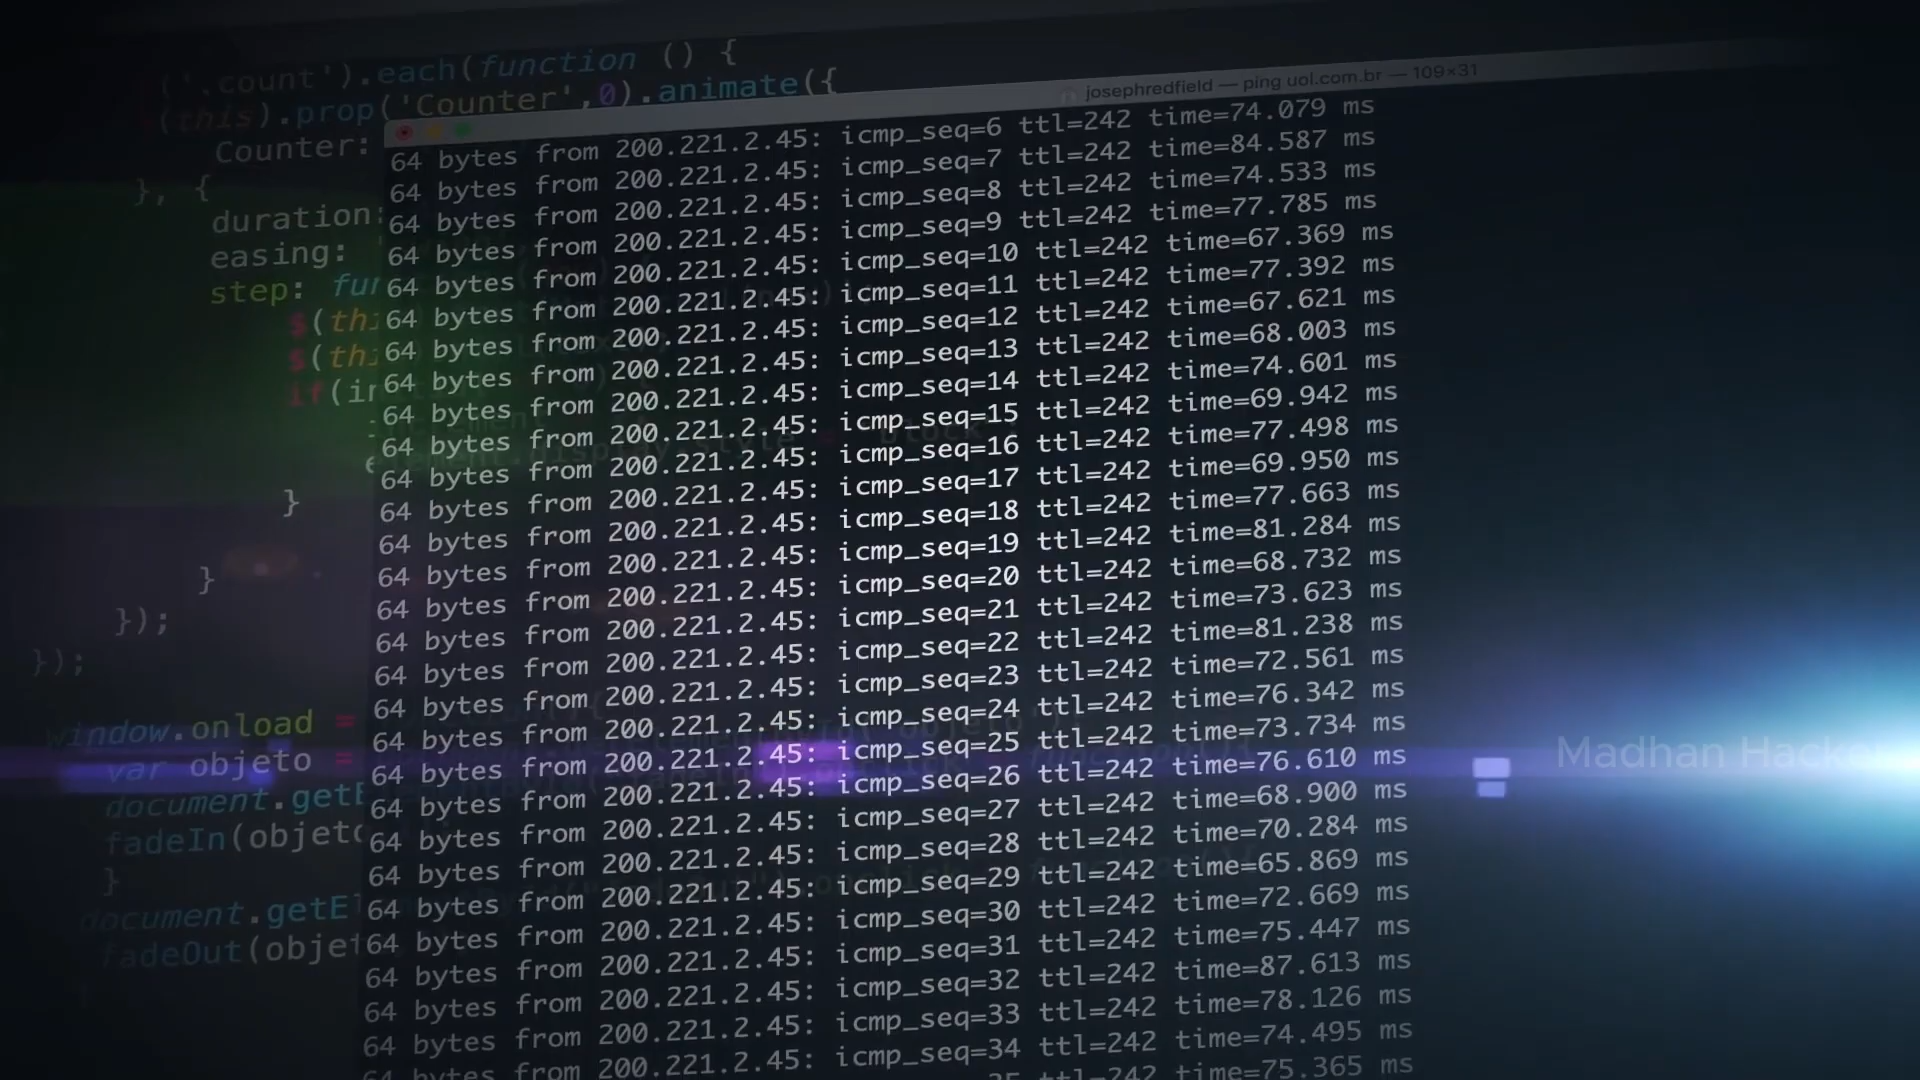 ('.count').each(function () {
(this).prop('Counter',0).animate({
Counter:
}, {
duration:
easing:
step:
$(
$(
if(
}
}
});
});
window.onload =
var objeto =
document.getE
fadeIn(objeto
}
document.getE
fadeOut(objet
josephredfield — ping uol.com.br — 109×31
64 bytes from 200.221.2.45: icmp_seq=6 ttl=242 time=74.079 ms
64 bytes from 200.221.2.45: icmp_seq=7 ttl=242 time=84.587 ms
64 bytes from 200.221.2.45: icmp_seq=8 ttl=242 time=74.533 ms
64 bytes from 200.221.2.45: icmp_seq=9 ttl=242 time=77.785 ms
64 bytes from 200.221.2.45: icmp_seq=10 ttl=242 time=67.369 ms
64 bytes from 200.221.2.45: icmp_seq=11 ttl=242 time=77.392 ms
64 bytes from 200.221.2.45: icmp_seq=12 ttl=242 time=67.621 ms
64 bytes from 200.221.2.45: icmp_seq=13 ttl=242 time=68.003 ms
64 bytes from 200.221.2.45: icmp_seq=14 ttl=242 time=74.601 ms
64 bytes from 200.221.2.45: icmp_seq=15 ttl=242 time=69.942 ms
64 bytes from 200.221.2.45: icmp_seq=16 ttl=242 time=77.498 ms
64 bytes from 200.221.2.45: icmp_seq=17 ttl=242 time=69.950 ms
64 bytes from 200.221.2.45: icmp_seq=18 ttl=242 time=77.663 ms
64 bytes from 200.221.2.45: icmp_seq=19 ttl=242 time=81.284 ms
64 bytes from 200.221.2.45: icmp_seq=20 ttl=242 time=68.732 ms
64 bytes from 200.221.2.45: icmp_seq=21 ttl=242 time=73.623 ms
64 bytes from 200.221.2.45: icmp_seq=22 ttl=242 time=81.238 ms
64 bytes from 200.221.2.45: icmp_seq=23 ttl=242 time=72.561 ms
64 bytes from 200.221.2.45: icmp_seq=24 ttl=242 time=76.342 ms
64 bytes from 200.221.2.45: icmp_seq=25 ttl=242 time=73.734 ms
64 bytes from 200.221.2.45: icmp_seq=26 ttl=242 time=76.610 ms
64 bytes from 200.221.2.45: icmp_seq=27 ttl=242 time=68.900 ms
64 bytes from 200.221.2.45: icmp_seq=28 ttl=242 time=70.284 ms
64 bytes from 200.221.2.45: icmp_seq=29 ttl=242 time=65.869 ms
64 bytes from 200.221.2.45: icmp_seq=30 ttl=242 time=72.669 ms
64 bytes from 200.221.2.45: icmp_seq=31 ttl=242 time=75.447 ms
64 bytes from 200.221.2.45: icmp_seq=32 ttl=242 time=87.613 ms
64 bytes from 200.221.2.45: icmp_seq=33 ttl=242 time=78.126 ms
64 bytes from 200.221.2.45: icmp_seq=34 ttl=242 time=74.495 ms
64 bytes from 200.221.2.45: ttl=242 time=75.365 ms
Madhan Hacke